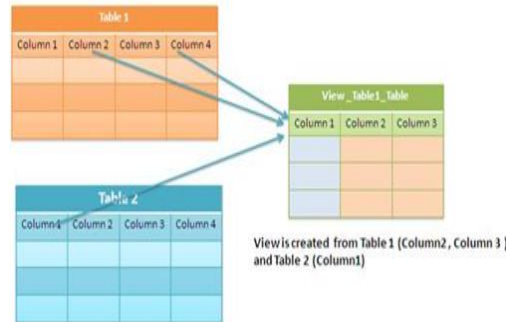 Table 1
Column 1 Column 2 Column 3 Column 4
View_Table1_Table
Column 1 Column 2 Column 3
Table 2
Column1 Column 2 Column 3 Column 4
View is created from Table 1 (Column2, Column 3 )
and Table 2 (Column1)